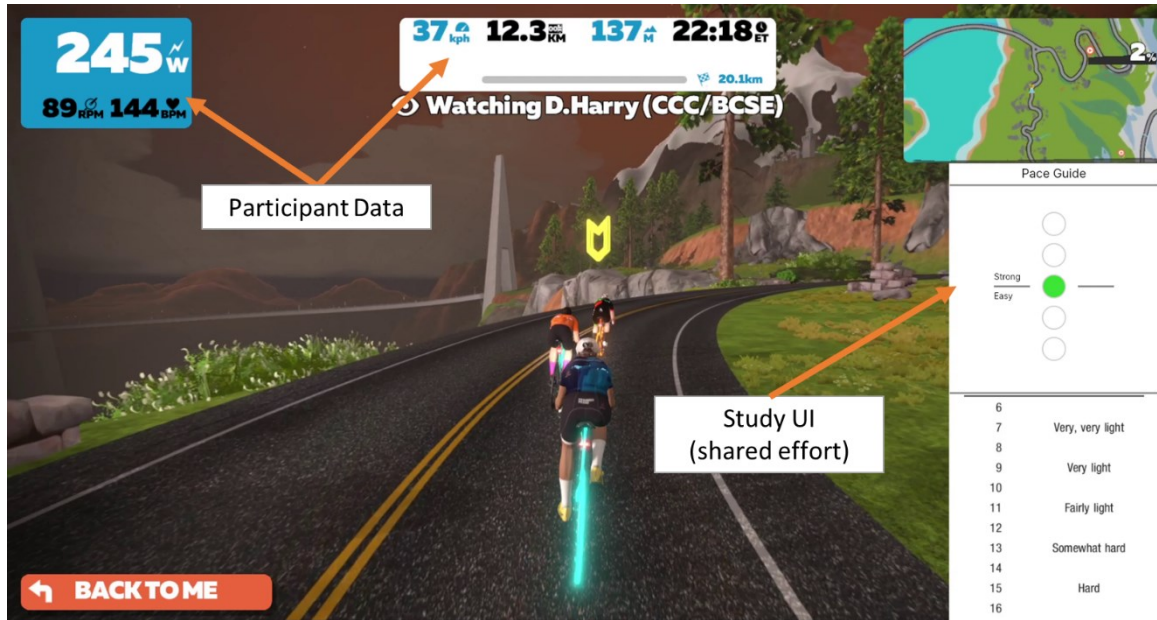 245 W
89 RPM 144 BPM
37 kph 12.3 KM 137 M 22:18 ET
20.1km
Watching D.Harry (CCC/BCSE)
2%
Participant Data
Pace Guide
Strong
Easy
Study UI
(shared effort)
6
7 Very, very light
8
9 Very light
10
11 Fairly light
12
13 Somewhat hard
14
15 Hard
16
BACK TO ME